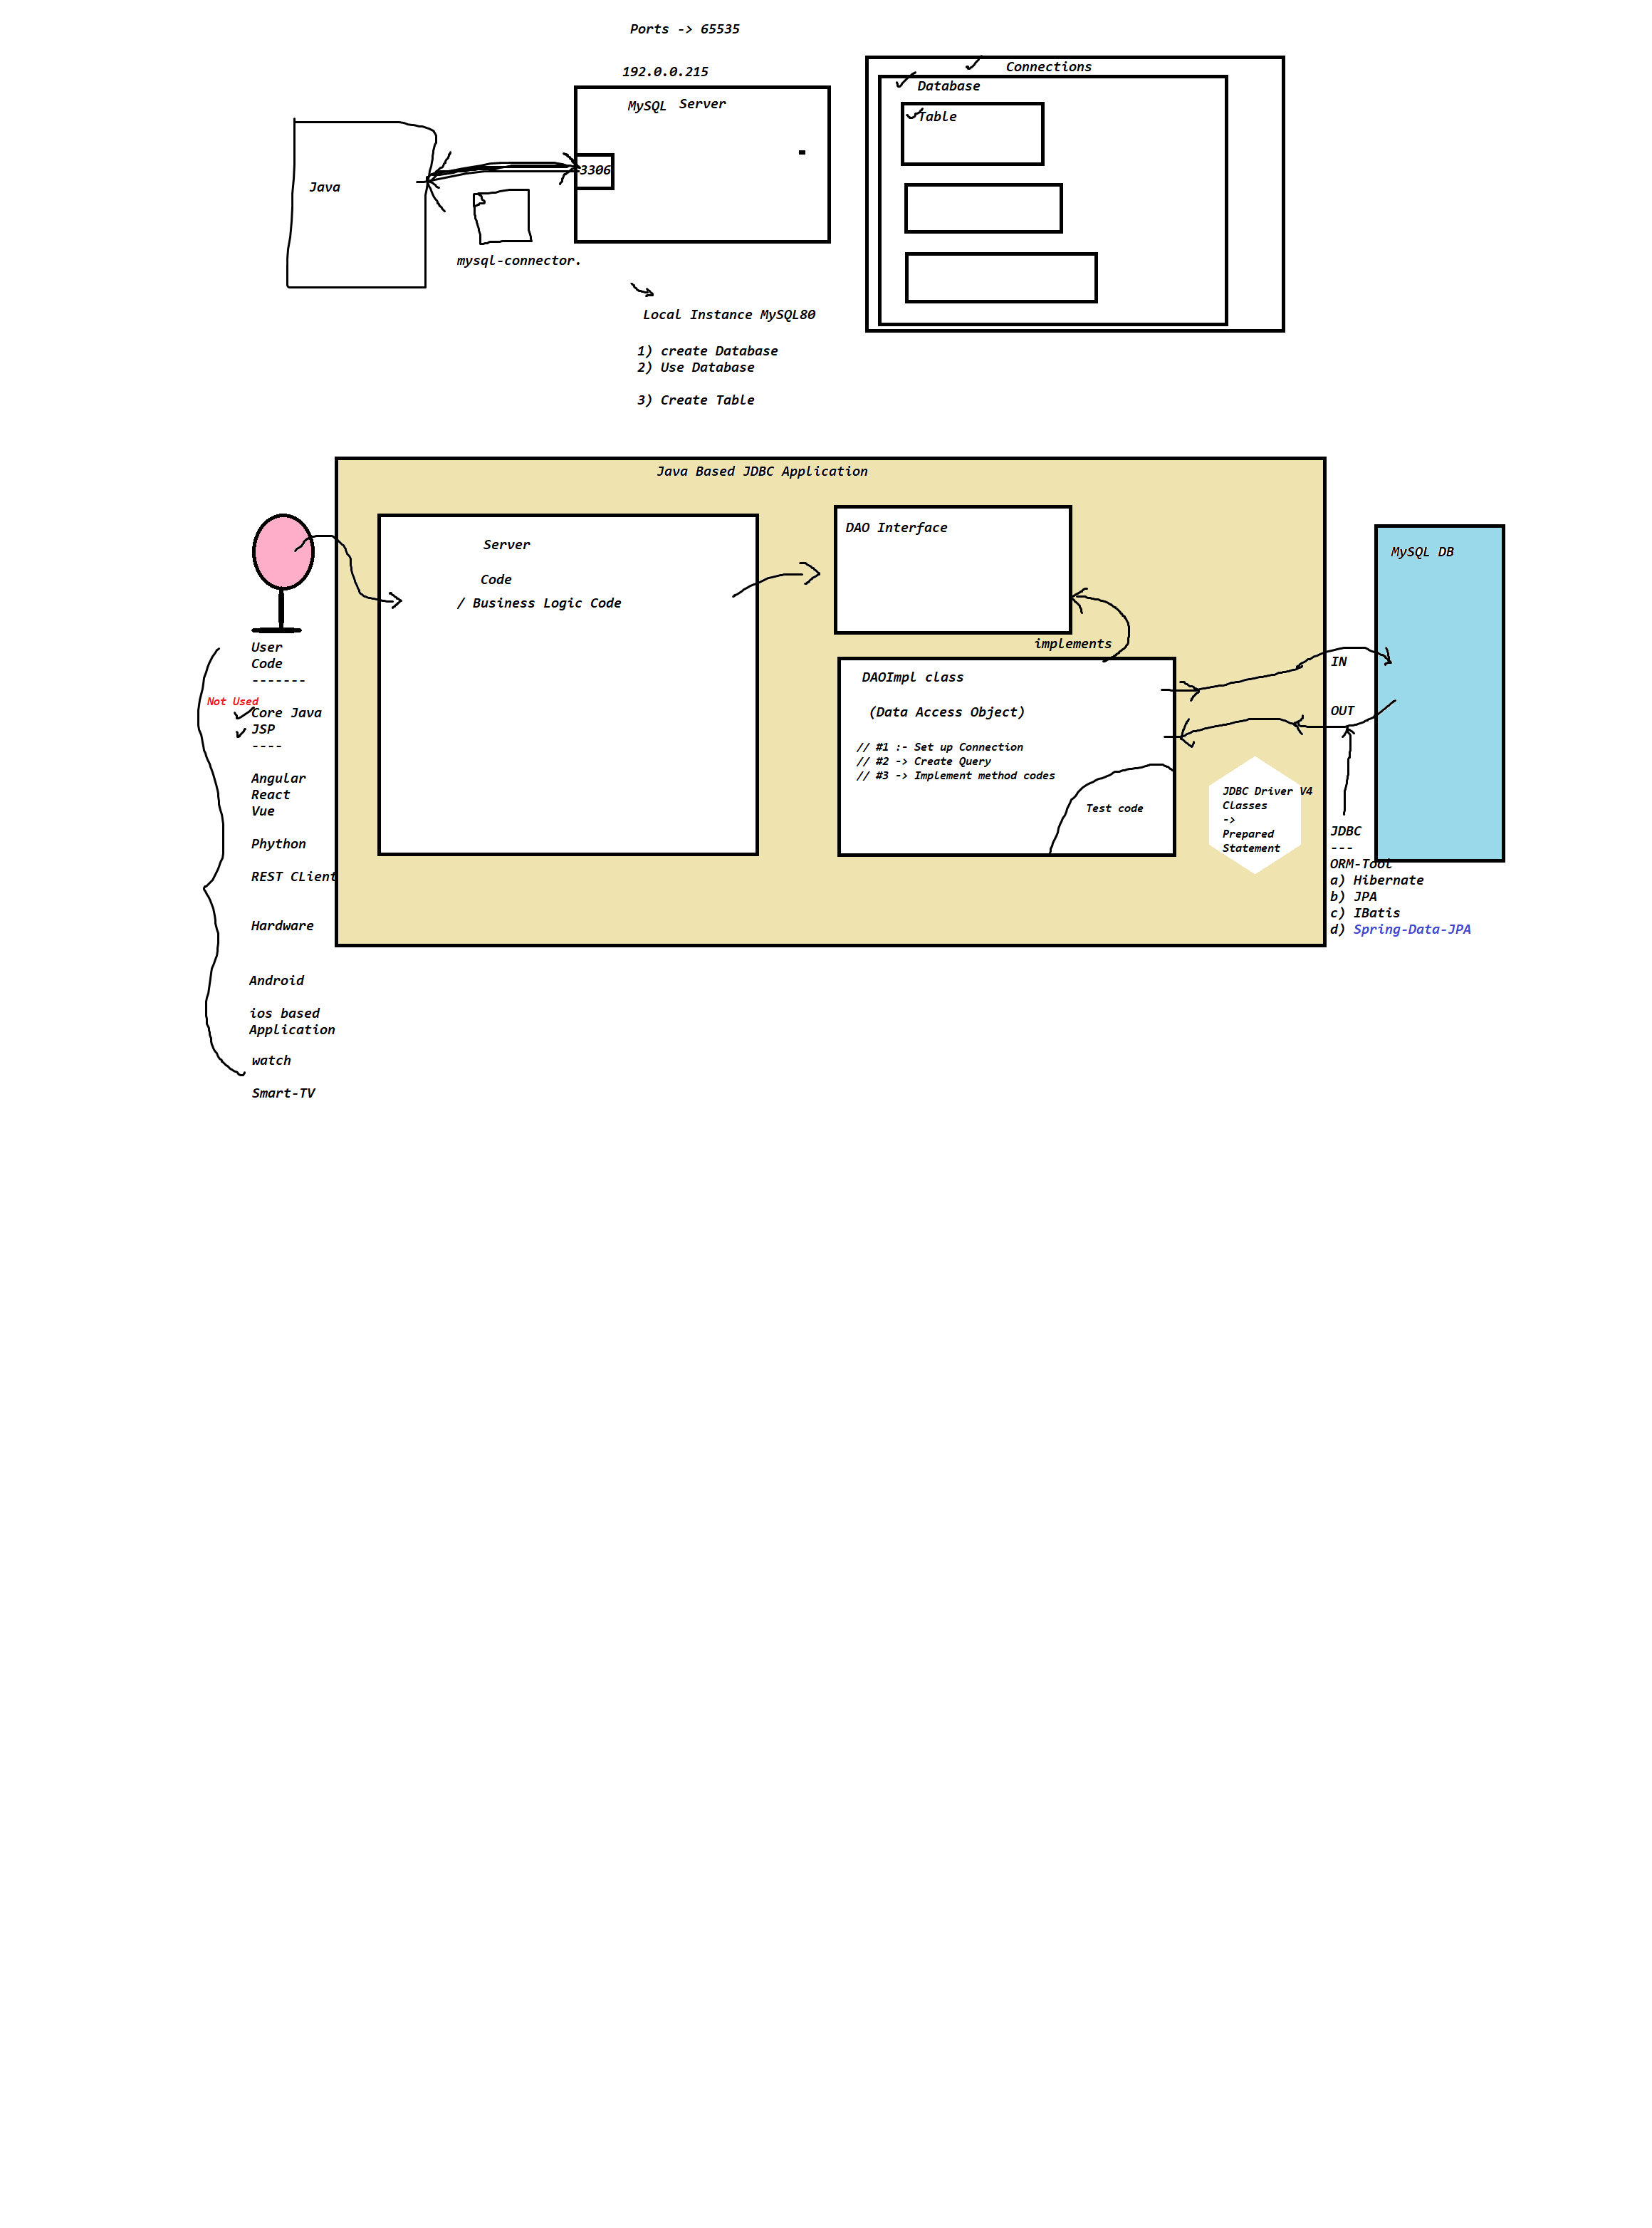 Ports -> 65535
192.0.0.215
MySQL Server
3306
Java
mysql-connector.
Connections
Database
Table
Local Instance MySQL80
1) create Database
2) Use Database
3) Create Table
Java Based JDBC Application
Server
Code
/ Business Logic Code
DAO Interface
implements
DAOImpl class
(Data Access Object)
// #1 :- Set up Connection
// #2 -> Create Query
// #3 -> Implement method codes
Test code
JDBC Driver V4
Classes
->
Prepared
Statement
IN
OUT
MySQL DB
JDBC
---
ORM-Tool
a) Hibernate
b) JPA
c) IBatis
d) Spring-Data-JPA
User
Code
-------
Not Used
Core Java
JSP
----
Angular
React
Vue
Phython
REST CLient
Hardware
Android
ios based
Application
watch
Smart-TV